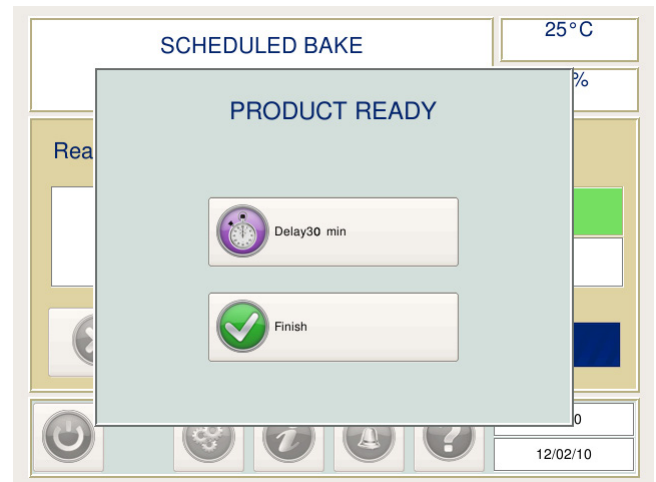 SCHEDULED BAKE
25°C
%
PRODUCT READY
Rea
Delay30 min
Finish
0
12/02/10